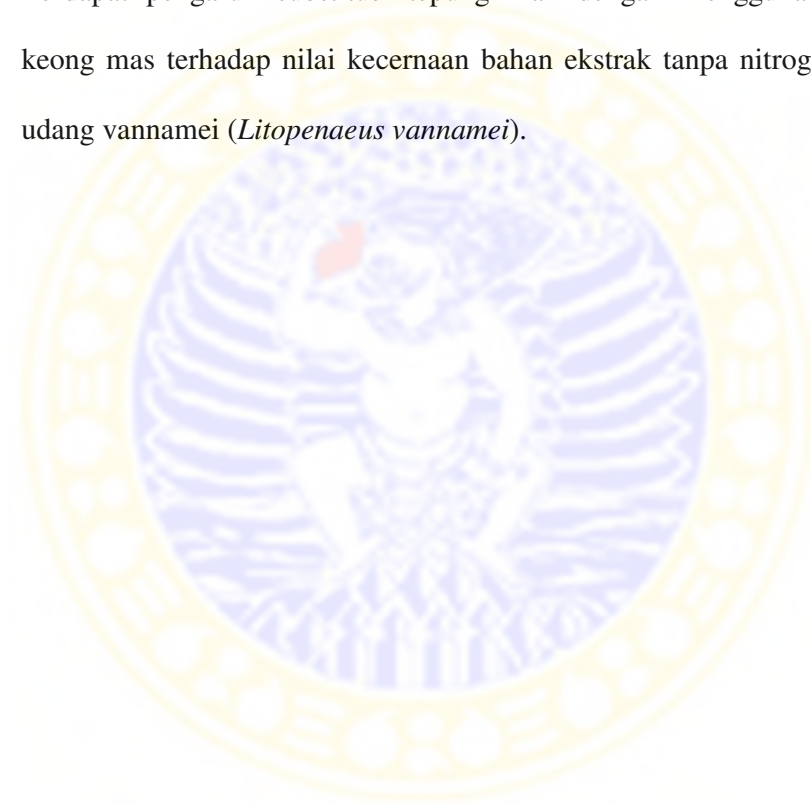 keong mas terhadap nilai kecernaan bahan ekstrak tanpa nitrog
udang vannamei (Litopenaeus vannamei).